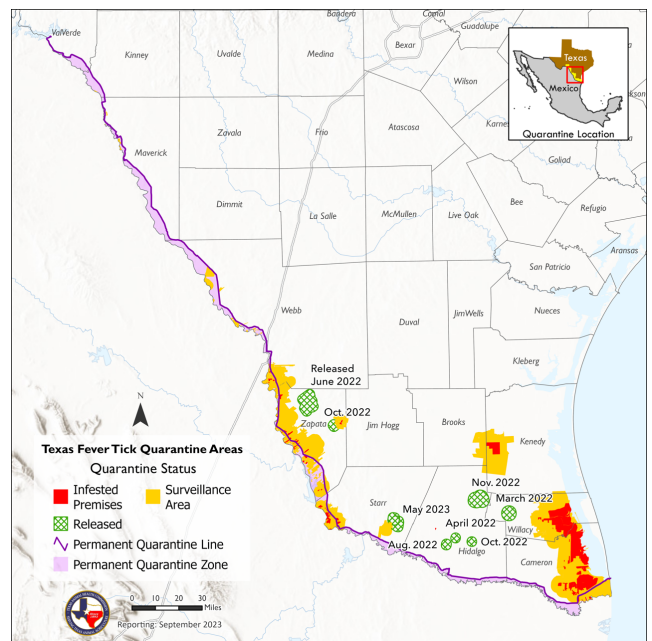 Bandera
Comal
Guadalupe
ValVerde
Kinney
Uvalde
Medina
Bexar
Wilson
Texas
Mexico
Quarantine Location
Zavala
Frio
Atascosa
Karne
Goliad
Maverick
Dimmit
La Salle
McMullen
Live Oak
Bee
Refugio
Aransas
San Patricio
Webb
Duval
JimWells
Nueces
Kleberg
Released
June 2022
Oct. 2022
Zapata
Jim Hogg
Brooks
Kenedy
Texas Fever Tick Quarantine Areas
Quarantine Status
Infested
Premises
Surveillance
Area
Released
Permanent Quarantine Line
Permanent Quarantine Zone
Nov. 2022
March 2022
Starr
May 2023
April 2022
Willacy
Aug. 2022
Oct. 2022
Hidalgo
Cameron
0 10 20 30
Miles
Reporting: September 2023